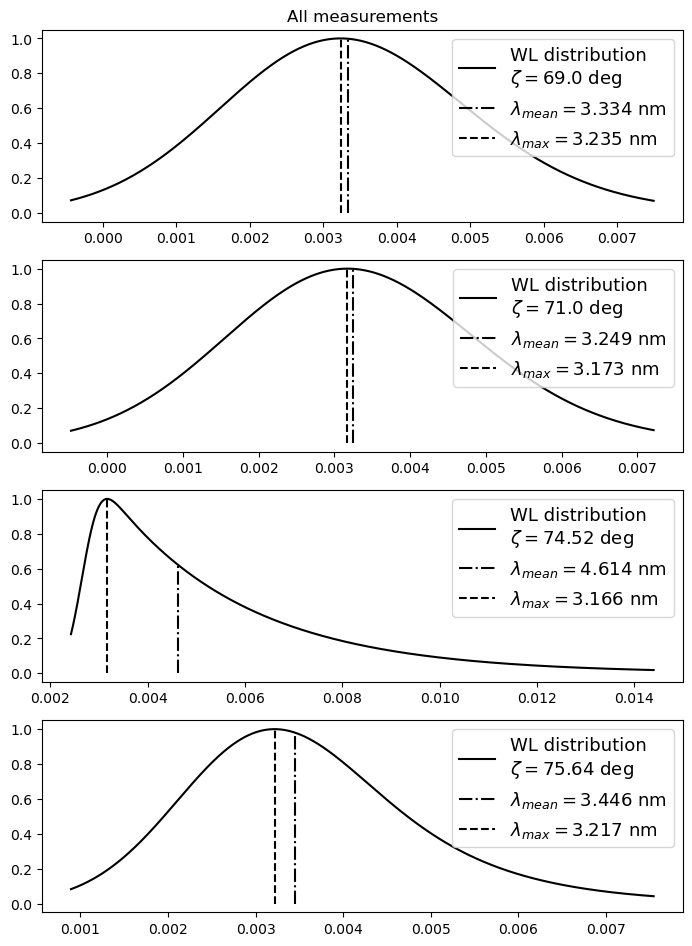 All measurements
1.0
0.8
0.6
0.4
0.2
0.0
WL distribution
ζ = 69.0 deg
λmean = 3.334 nm
λmax = 3.235 nm
0.000 0.001 0.002 0.003 0.004 0.005 0.006 0.007
1.0
0.8
0.6
0.4
0.2
0.0
WL distribution
ζ = 71.0 deg
λmean = 3.249 nm
λmax = 3.173 nm
0.000 0.001 0.002 0.003 0.004 0.005 0.006 0.007
1.0
0.8
0.6
0.4
0.2
0.0
WL distribution
ζ = 74.52 deg
λmean = 4.614 nm
λmax = 3.166 nm
0.002 0.004 0.006 0.008 0.010 0.012 0.014
1.0
0.8
0.6
0.4
0.2
0.0
WL distribution
ζ = 75.64 deg
λmean = 3.446 nm
λmax = 3.217 nm
0.001 0.002 0.003 0.004 0.005 0.006 0.007